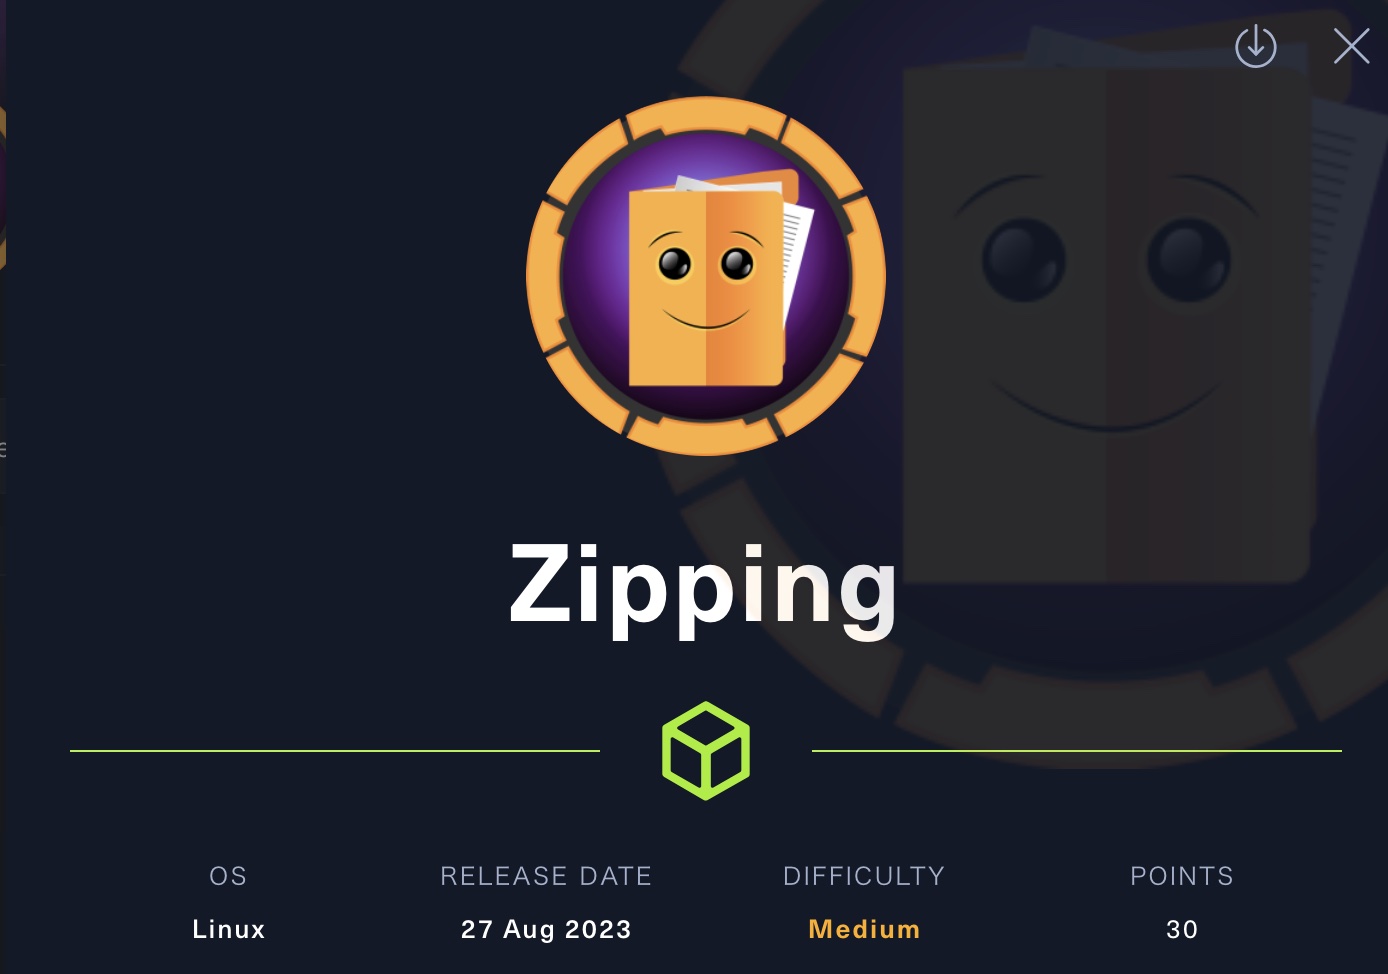 Zipping
OS RELEASE DATE DIFFICULTY POINTS
Linux 27 Aug 2023 Medium 30